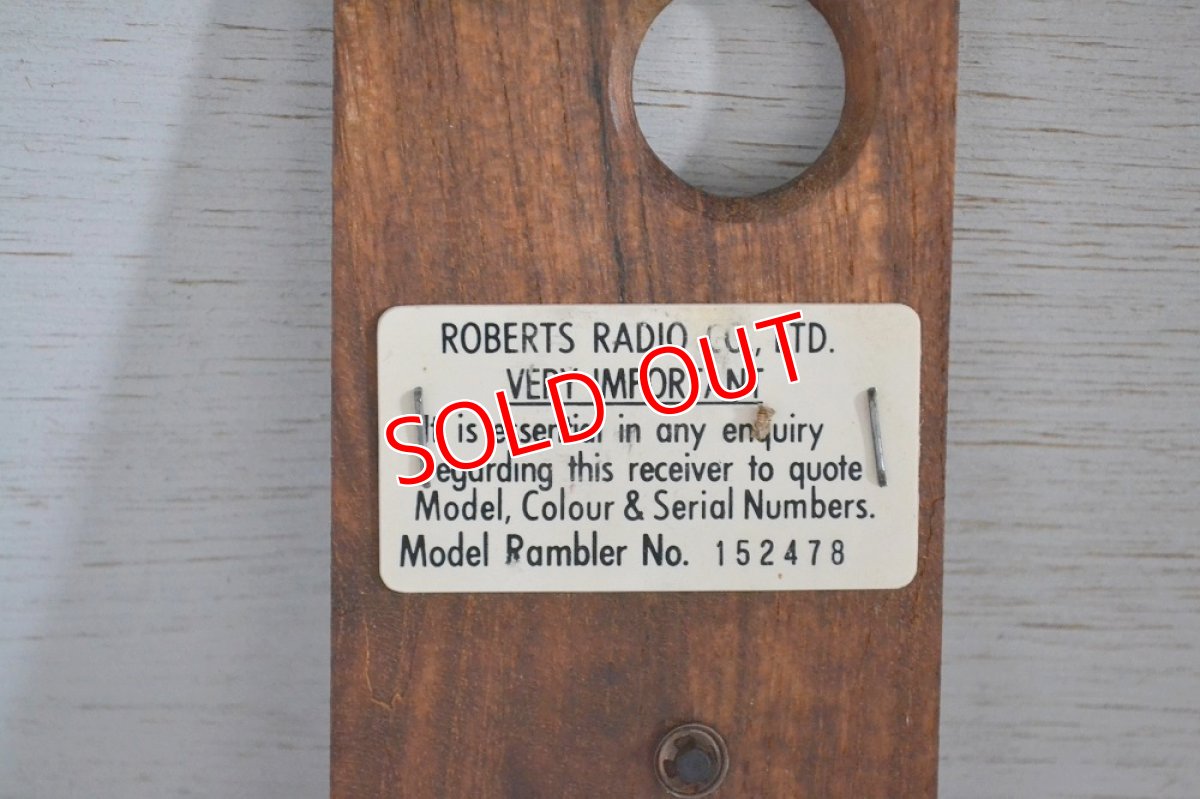 ROBERTS RADIO CO., LTD.
VERY IMPORTANT
It is essential in any enquiry
regarding this receiver to quote
Model, Colour & Serial Numbers.
Model Rambler No. 152478
SOLD OUT